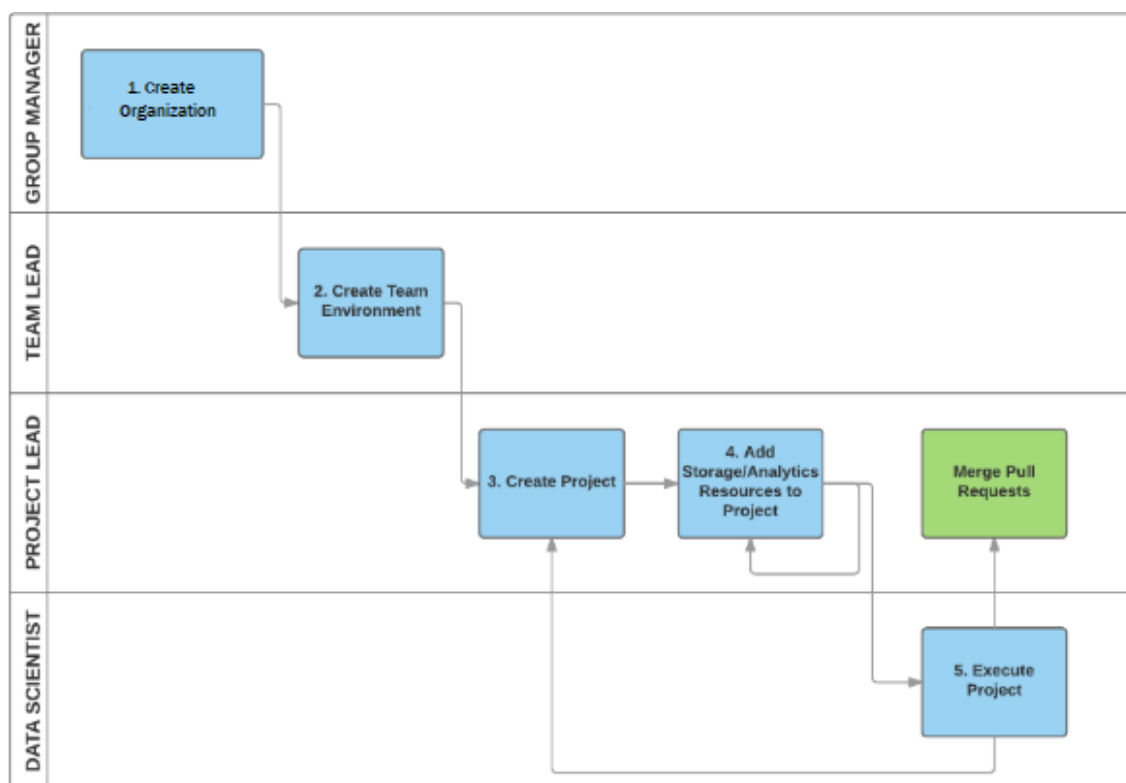 GROUP MANAGER
1. Create
Organization
TEAM LEAD
2. Create Team
Environment
PROJECT LEAD
3. Create Project
4. Add
Storage/Analytics
Resources to
Project
Merge Pull
Requests
DATA SCIENTIST
5. Execute
Project